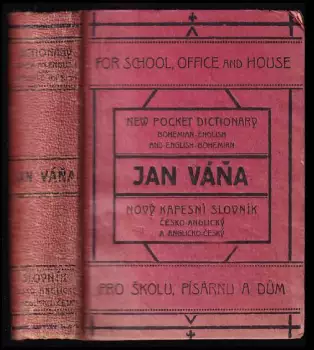 DICTIONARY
JAN VÁŇA
SLOVNÍK
FOR SCHOOL, OFFICE AND HOUSE
NEW POCKET DICTIONARY
BOHEMIAN-ENGLISH
AND ENGLISH-BOHEMIAN
JAN VÁŇA
NOVÝ KAPESNÍ SLOVNÍK
ČESKO-ANGLICKÝ
A ANGLICKO-ČESKÝ
PRO ŠKOLU, PÍSÁRNU A DŮM